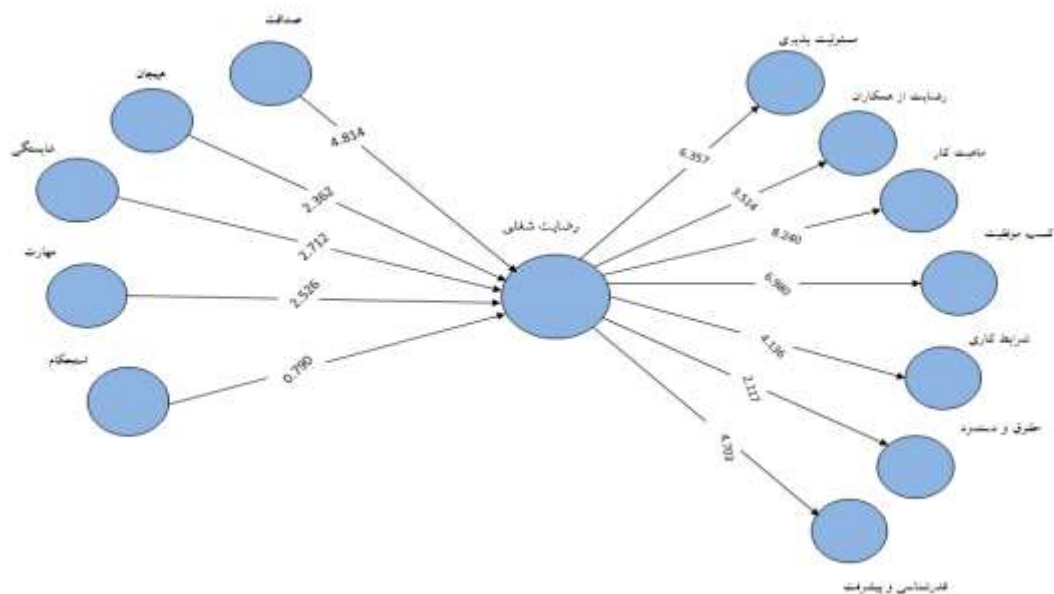 صداقت
هیجان
شایستگی
مهارت
استحکام
4.814
2.362
2.712
2.526
0.790
رضایت شغلی
مسئولیت پذیری
رضایت از همکاران
ماهیت کار
کسب موفقیت
شرایط کاری
حقوق و دستمزد
قدرشناسی و پیشرفت
6.357
3.514
8.240
6.980
4.136
2.117
4.703